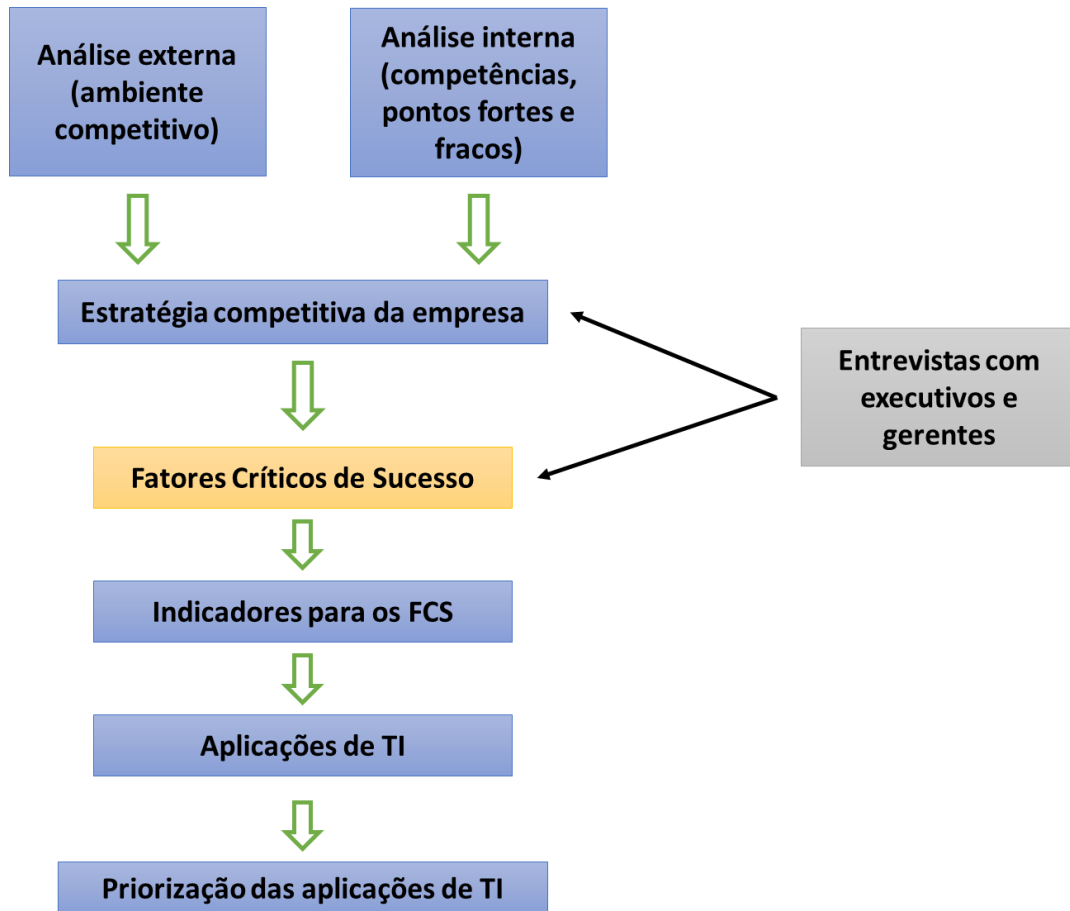 Análise externa
(ambiente
competitivo)
Análise interna
(competências,
pontos fortes e
fracos)
Estratégia competitiva da empresa
Entrevistas com
executivos e
gerentes
Fatores Críticos de Sucesso
Indicadores para os FCS
Aplicações de TI
Priorização das aplicações de TI